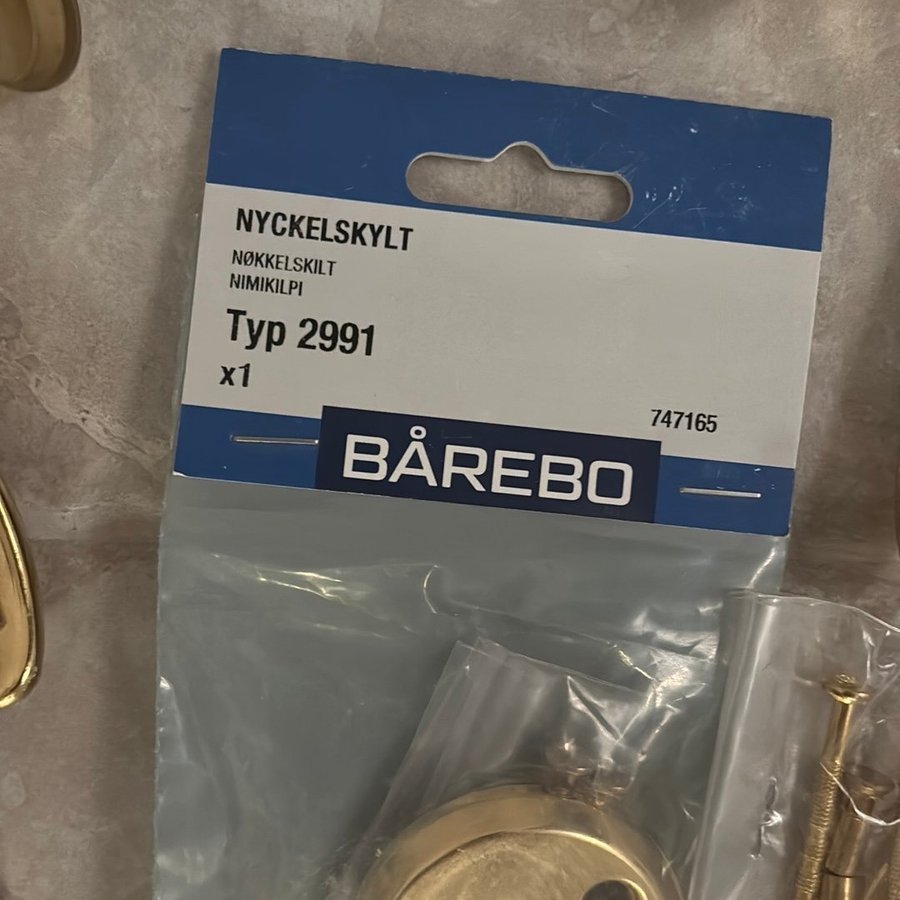 NYCKELSKYLT
NØKKELSKILT
NIMIKILPI
Typ 2991
x1
747165
BÅREBO